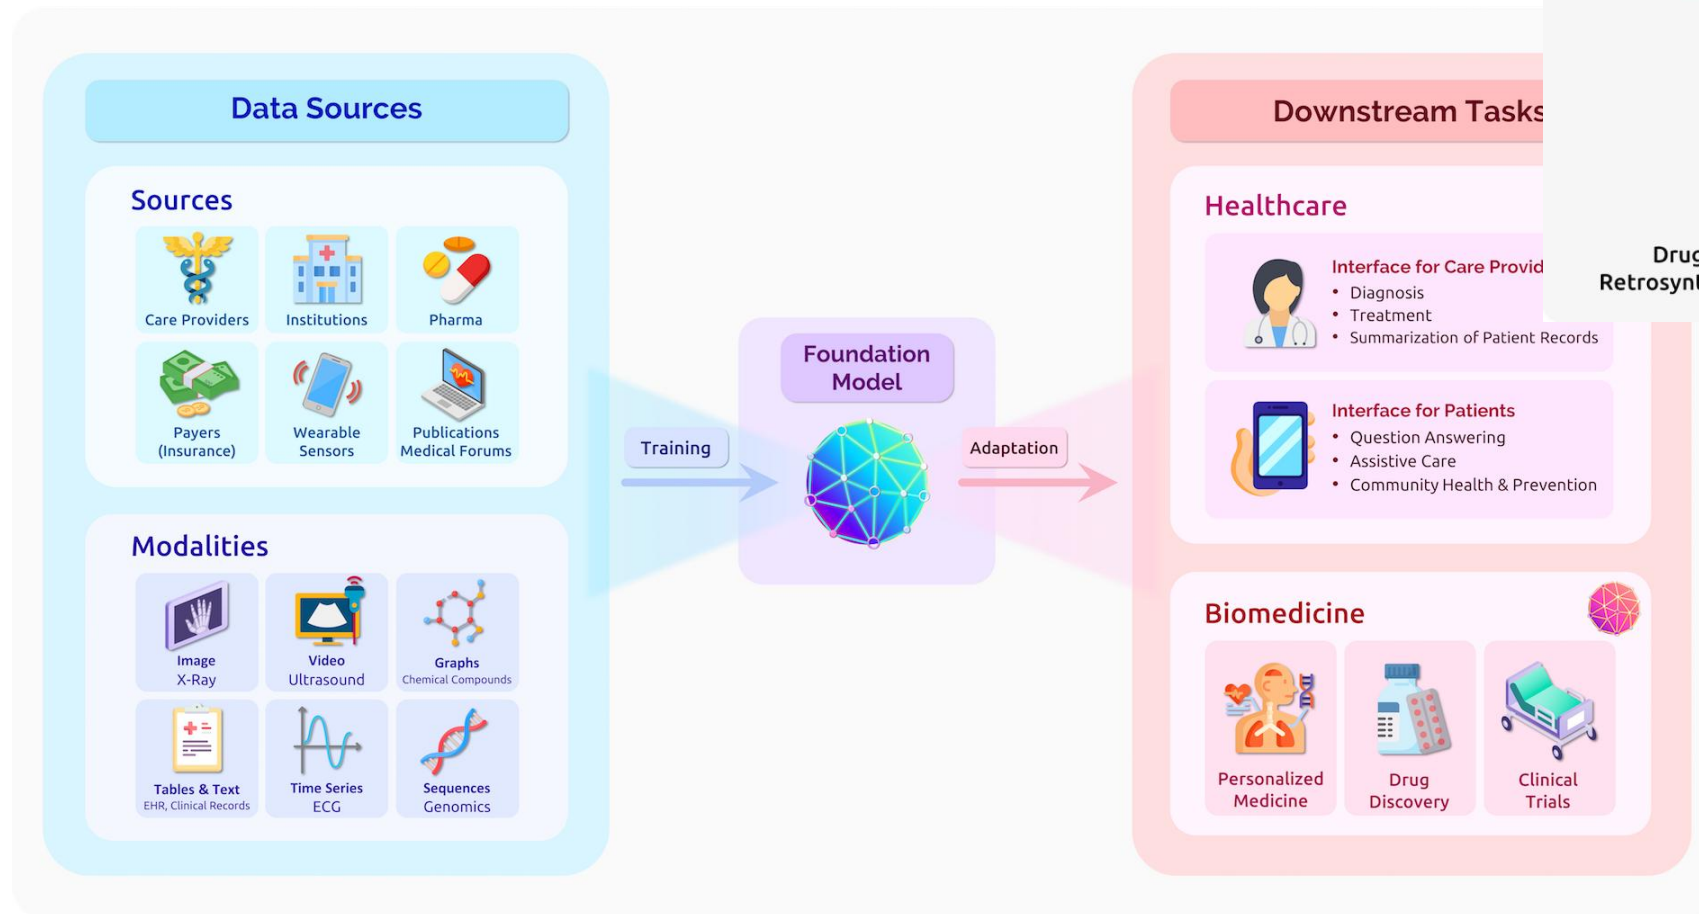 Data Sources
Sources
Care Providers
Institutions
Pharma
Payers
(Insurance)
Wearable
Sensors
Publications
Medical Forums
Modalities
Image
X-Ray
Video
Ultrasound
Graphs
Chemical Compounds
Tables & Text
EHR, Clinical Records
Time Series
ECG
Sequences
Genomics
Training
Foundation
Model
Adaptation
Downstream Tasks
Healthcare
Interface for Care Provid
• Diagnosis
• Treatment
• Summarization of Patient Records
Interface for Patients
• Question Answering
• Assistive Care
• Community Health & Prevention
Biomedicine
Personalized
Medicine
Drug
Discovery
Clinical
Trials
Drug
Retrosynt